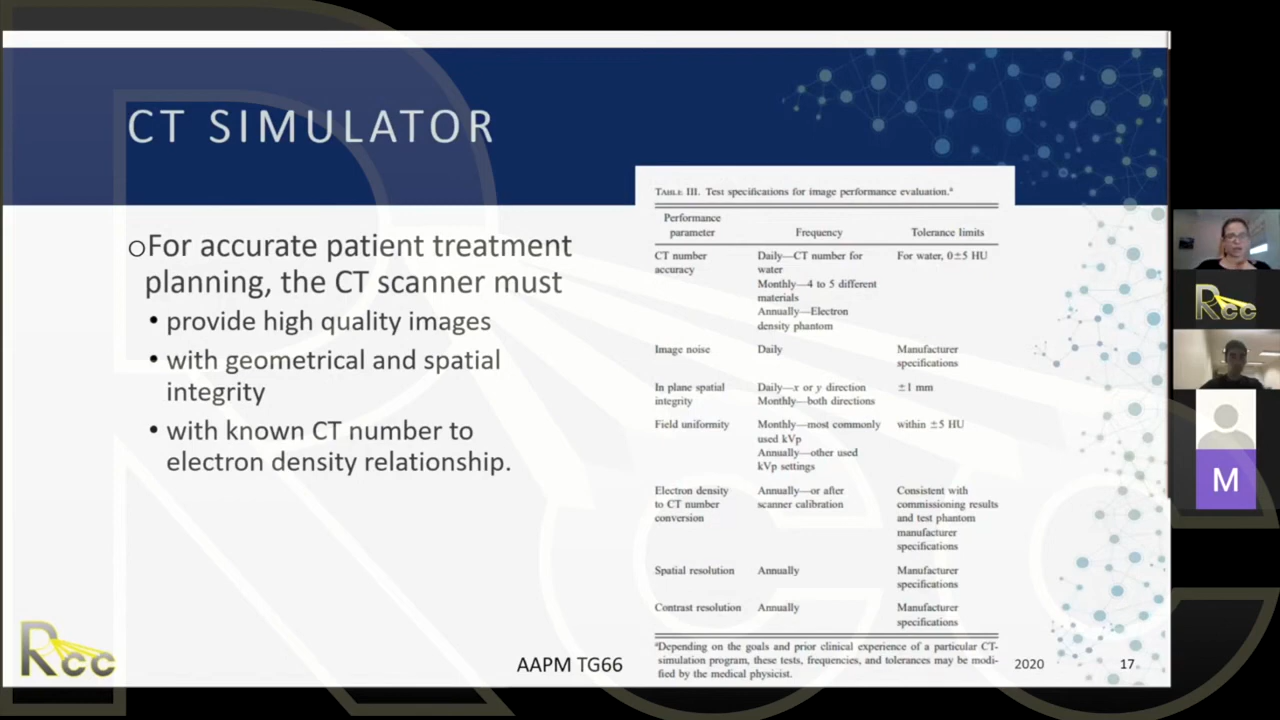 CT SIMULATOR
oFor accurate patient treatment
planning, the CT scanner must
• provide high quality images
• with geometrical and spatial
integrity
• with known CT number to
electron density relationship.
TABLE III. Test specifications for image performance evaluation.ᵃ
Performance
parameter Frequency Tolerance limits
CT number Daily—CT number for For water, 0±5 HU
accuracy water
Monthly—4 to 5 different
materials
Annually—Electron
density phantom
Image noise Daily Manufacturer
specifications
In plane spatial Daily—x or y direction ±1 mm
integrity Monthly—both directions
Field uniformity Monthly—most commonly within ±5 HU
used kVp
Annually—other used
kVp settings
Electron density Annually—or after Consistent with
to CT number scanner calibration commissioning results
conversion and test phantom
manufacturer
specifications
Spatial resolution Annually Manufacturer
specifications
Contrast resolution Annually Manufacturer
specifications
ᵃDepending on the goals and prior clinical experience of a particular CT-
simulation program, these tests, frequencies, and tolerances may be modi-
fied by the medical physicist.
AAPM TG66
2020
17
Rcc
Rcc
M